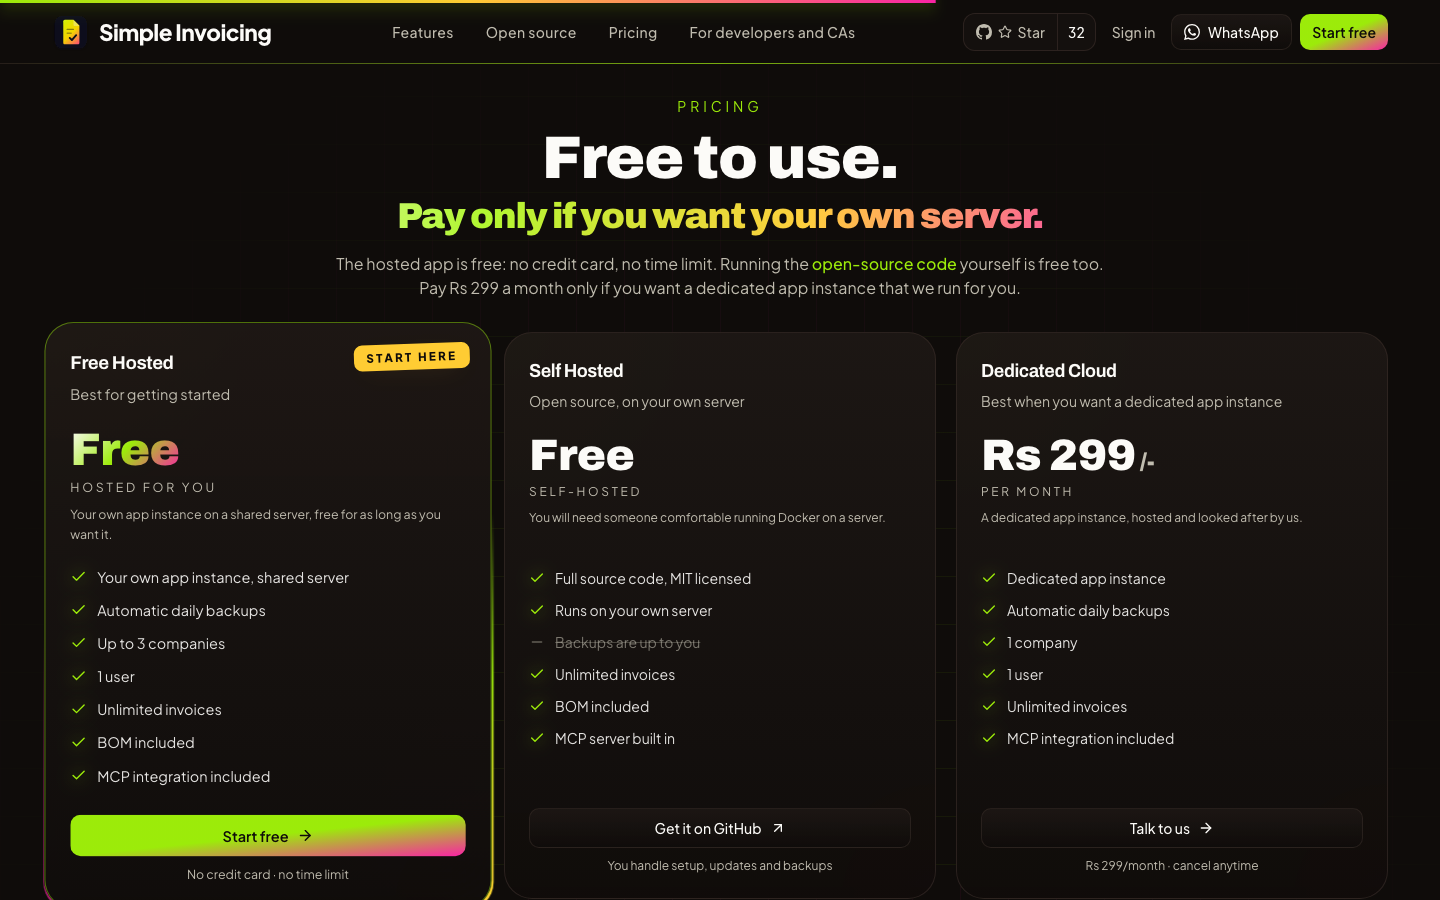 Simple Invoicing
Features
Open source
Pricing
For developers and CAs
Star
32
Sign in
WhatsApp
Start free
PRICING
Free to use.
Pay only if you want your own server.
The hosted app is free: no credit card, no time limit. Running the open-source code yourself is free too.
Pay Rs 299 a month only if you want a dedicated app instance that we run for you.
Free Hosted
START HERE
Best for getting started
Free
HOSTED FOR YOU
Your own app instance on a shared server, free for as long as you
want it.
Your own app instance, shared server
Automatic daily backups
Up to 3 companies
1 user
Unlimited invoices
BOM included
MCP integration included
Start free
No credit card · no time limit
Self Hosted
Open source, on your own server
Free
SELF-HOSTED
You will need someone comfortable running Docker on a server.
Full source code, MIT licensed
Runs on your own server
Backups are up to you
Unlimited invoices
BOM included
MCP server built in
Get it on GitHub
You handle setup, updates and backups
Dedicated Cloud
Best when you want a dedicated app instance
Rs 299 /-
PER MONTH
A dedicated app instance, hosted and looked after by us.
Dedicated app instance
Automatic daily backups
1 company
1 user
Unlimited invoices
MCP integration included
Talk to us
Rs 299/month · cancel anytime